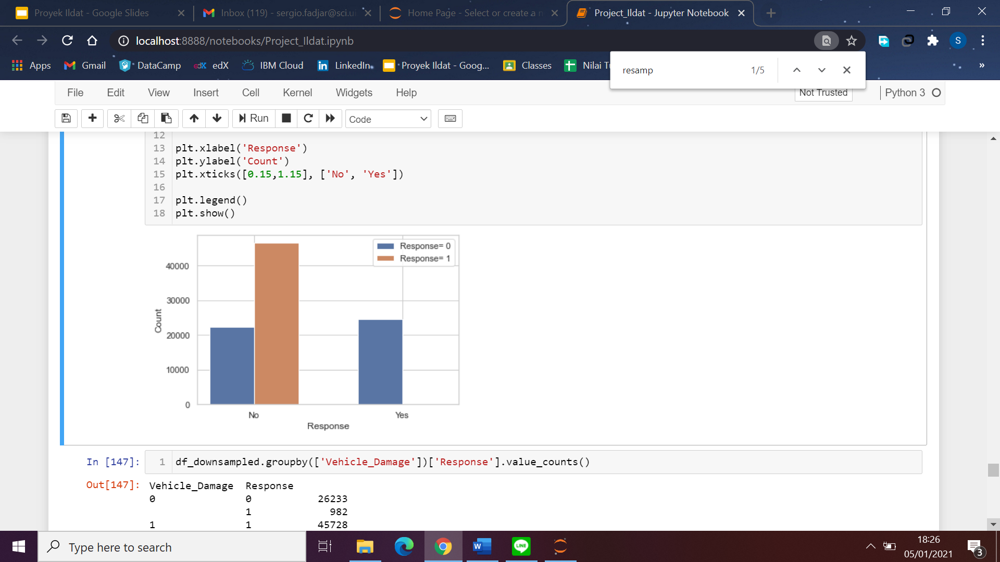 Proyek Ildat - Google Slides
Inbox (119) - sergio.fadjar@sci.ui
Home Page - Select or create a n
Project_Ildat - Jupyter Notebook
localhost:8888/notebooks/Project_Ildat.ipynb
S
Apps
Gmail
DataCamp
edX
IBM Cloud
LinkedIn
Proyek Ildat - Goog...
Classes
Nilai
resamp
1/5
File
Edit
View
Insert
Cell
Kernel
Widgets
Help
Not Trusted
Python 3
Run
Code
12
13 plt.xlabel('Response')
14 plt.ylabel('Count')
15 plt.xticks([0.15,1.15], ['No', 'Yes'])
16
17 plt.legend()
18 plt.show()
Response= 0
Response= 1
40000
30000
20000
10000
0
Count
No
Yes
Response
In [147]: 1 df_downsampled.groupby(['Vehicle_Damage'])['Response'].value_counts()
Out[147]: Vehicle_Damage Response
0 0 26233
1 982
1 1 45728
Type here to search
W
LINE
18:26
05/01/2021
3